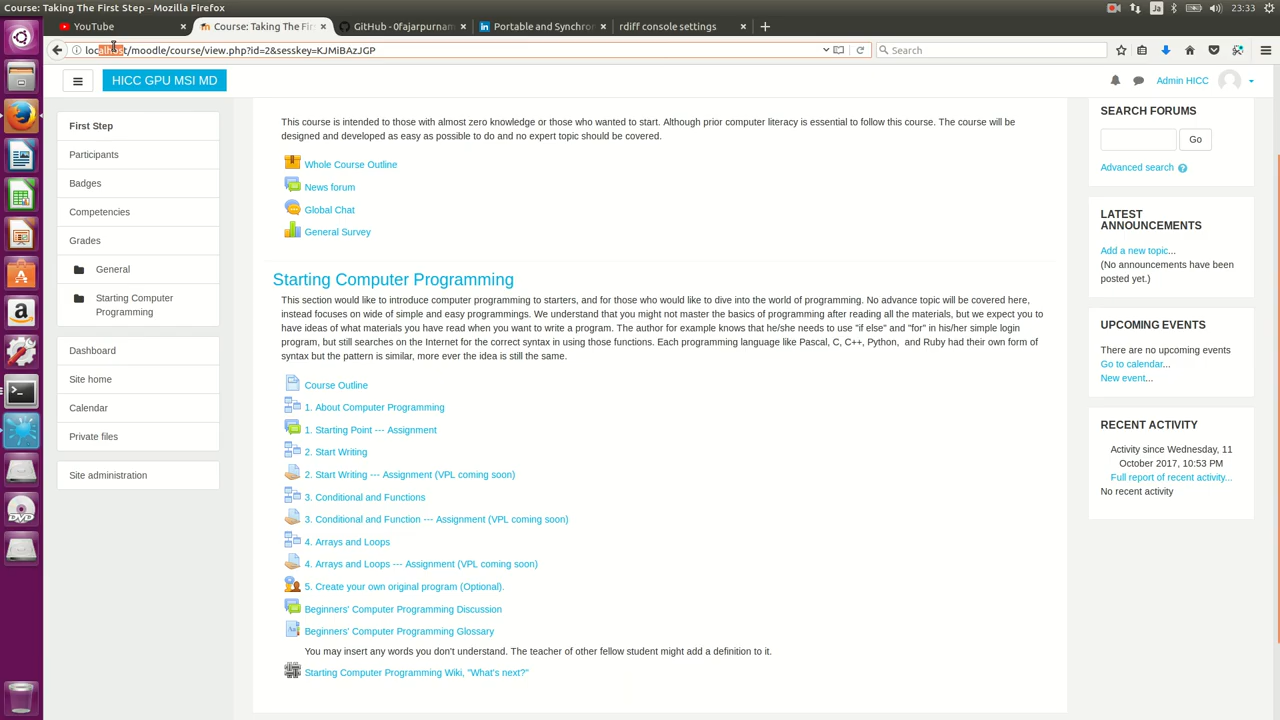 Course: Taking The First Step - Mozilla Firefox
Ja
23:33
YouTube
Course: Taking The Firs
GitHub - 0fajarpurnam
Portable and Synchron
rdiff console settings
localhost/moodle/course/view.php?id=2&sesskey=KJMiBAzJGP
Search
HICC GPU MSI MD
Admin HICC
First Step
Participants
Badges
Competencies
Grades
General
Starting Computer
Programming
Dashboard
Site home
Calendar
Private files
Site administration
This course is intended to those with almost zero knowledge or those who wanted to start. Although prior computer literacy is essential to follow this course. The course will be
designed and developed as easy as possible to do and no expert topic should be covered.
Whole Course Outline
News forum
Global Chat
General Survey
Starting Computer Programming
This section would like to introduce computer programming to starters, and for those who would like to dive into the world of programming. No advance topic will be covered here,
instead focuses on wide of simple and easy programmings. We understand that you might not master the basics of programming after reading all the materials, but we expect you to
have ideas of what materials you have read when you want to write a program. The author for example knows that he/she needs to use "if else" and "for" in his/her simple login
program, but still searches on the Internet for the correct syntax in using those functions. Each programming language like Pascal, C, C++, Python, and Ruby had their own form of
syntax but the pattern is similar, more ever the idea is still the same.
Course Outline
1. About Computer Programming
1. Starting Point --- Assignment
2. Start Writing
2. Start Writing --- Assignment (VPL coming soon)
3. Conditional and Functions
3. Conditional and Function --- Assignment (VPL coming soon)
4. Arrays and Loops
4. Arrays and Loops --- Assignment (VPL coming soon)
5. Create your own original program (Optional).
Beginners' Computer Programming Discussion
Beginners' Computer Programming Glossary
You may insert any words you don't understand. The teacher of other fellow student might add a definition to it.
Starting Computer Programming Wiki, "What's next?"
SEARCH FORUMS
Go
Advanced search
LATEST
ANNOUNCEMENTS
Add a new topic...
(No announcements have been
posted yet.)
UPCOMING EVENTS
There are no upcoming events
Go to calendar...
New event...
RECENT ACTIVITY
Activity since Wednesday, 11
October 2017, 10:53 PM
Full report of recent activity...
No recent activity